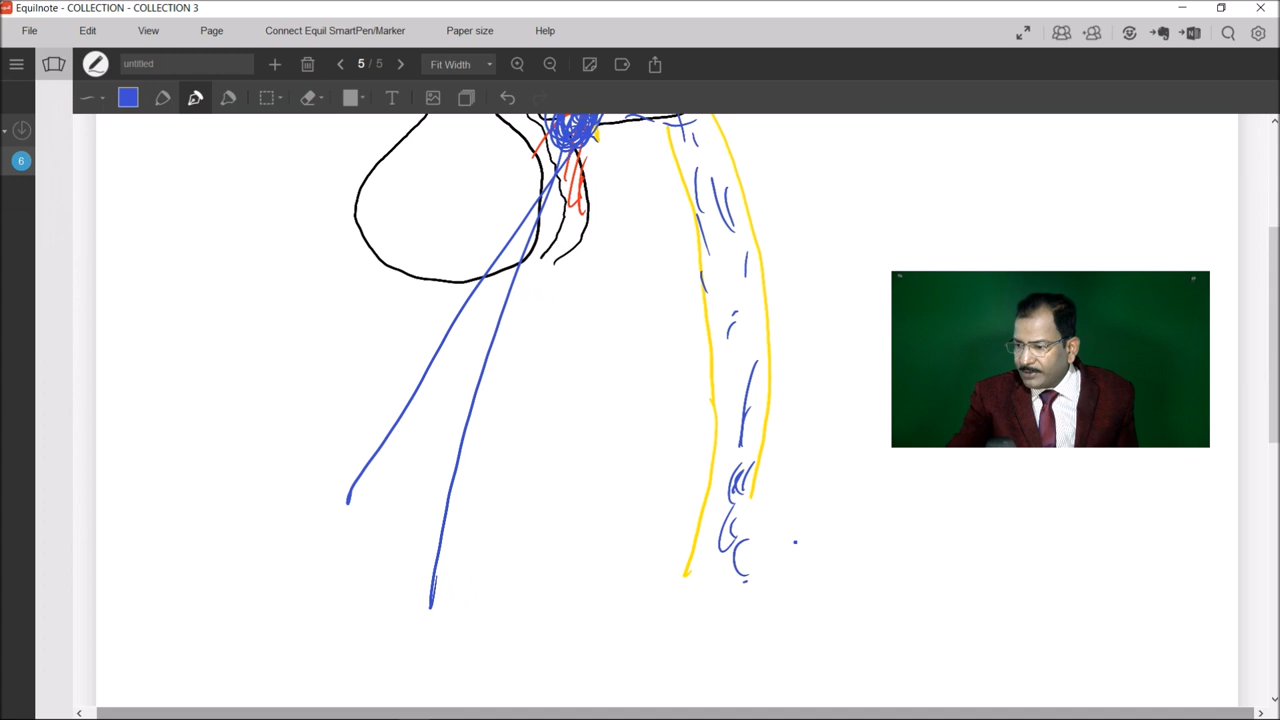 Equilnote - COLLECTION - COLLECTION 3
File Edit View Page Connect Equil SmartPen/Marker Paper size Help
untitled 5 / 5 Fit Width
T
6